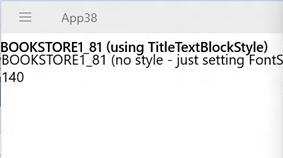 App38
BOOKSTORE1_81 (using TitleTextBlockStyle)
BOOKSTORE1_81 (no style - just setting FontS
140